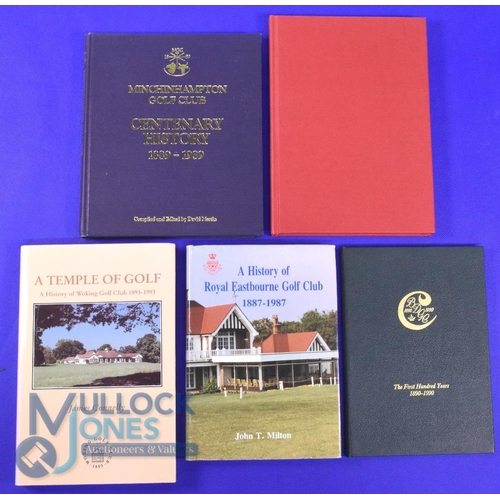 MGC
MINCHINHAMPTON
GOLF CLUB
CENTENARY
HISTORY
1889 - 1989
Compiled and Edited by David Martin
A TEMPLE OF GOLF
A History of Woking Golf Club 1893-1993
A History of
Royal Eastbourne Golf Club
1887-1987
John T. Milton
The First Hundred Years
1890-1990
MULLOCK
JONES
Auctioneers & Valuers